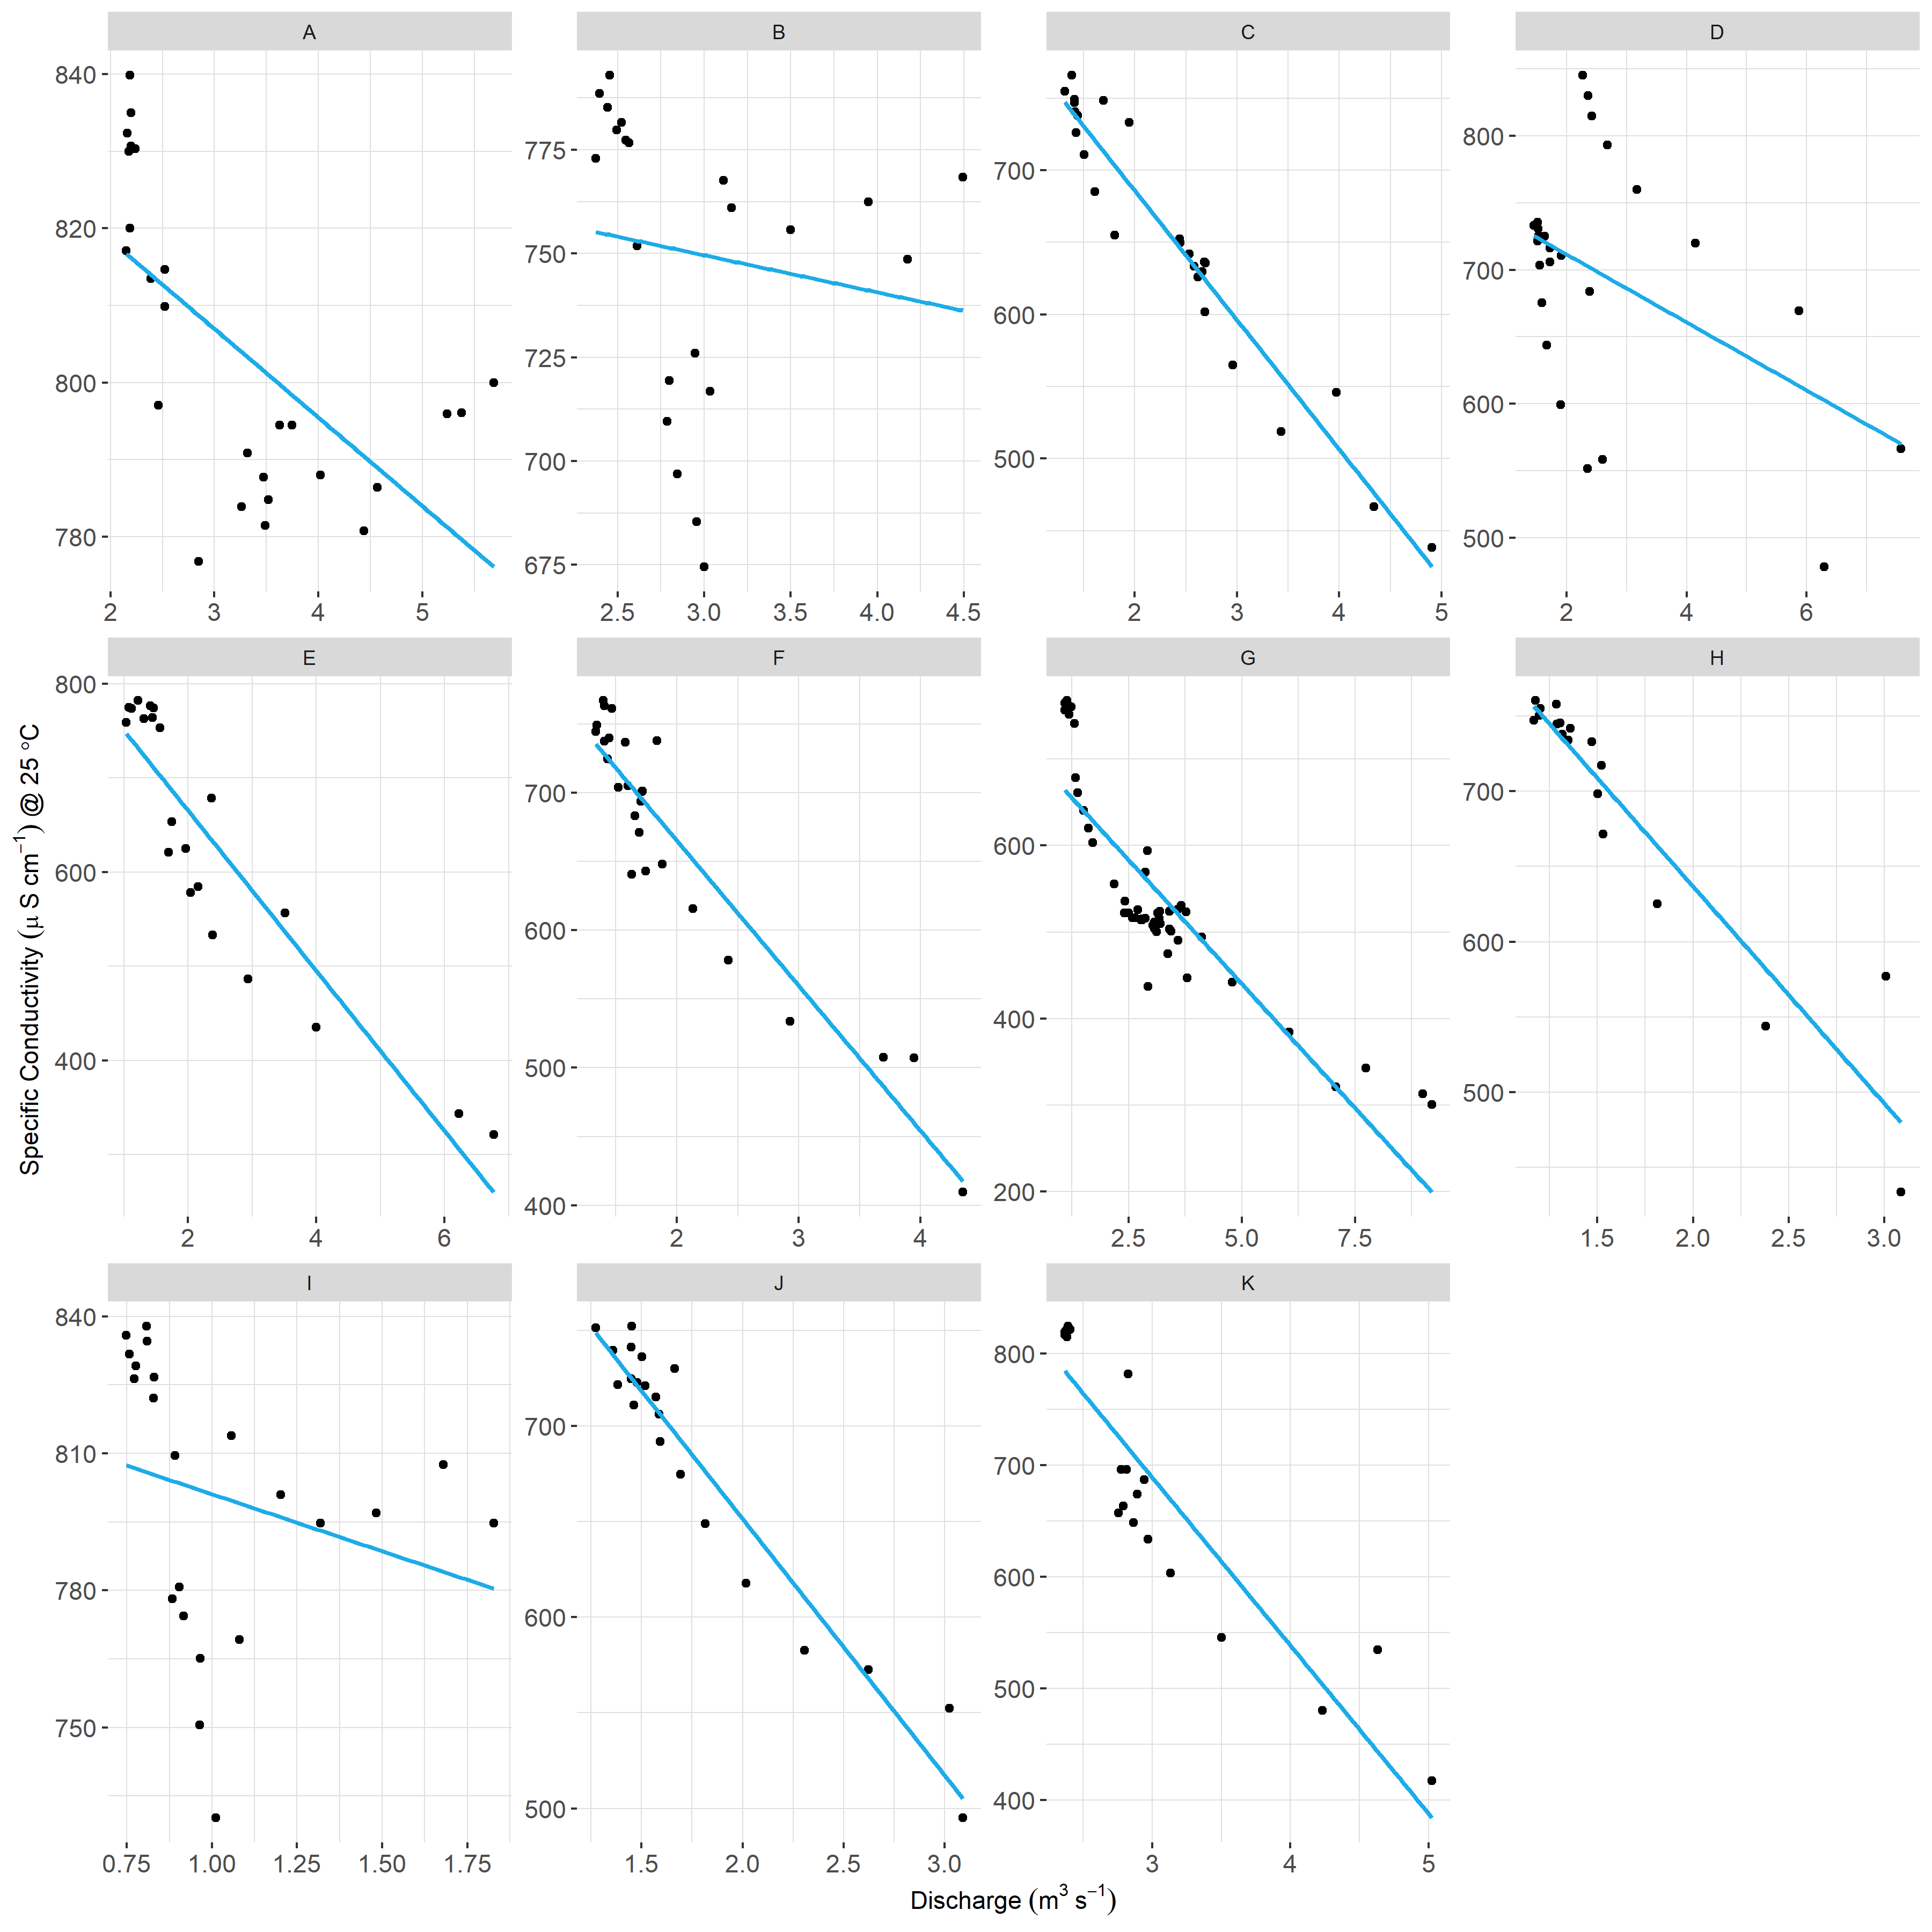 A B C D
840 820 800 780
775 750 725 700 675
700 600 500
800 700 600 500
2 3 4 5
2.5 3.0 3.5 4.0 4.5
2 3 4 5
2 4 6
E F G H
800 600 400
700 600 500 400
600 400 200
700 600 500
2 4 6
2 3 4
2.5 5.0 7.5
1.5 2.0 2.5 3.0
I J K
840 810 780 750
700 600 500
800 700 600 500 400
0.75 1.00 1.25 1.50 1.75
1.5 2.0 2.5 3.0
3 4 5
Specific Conductivity (μ S cm⁻¹) @ 25 °C
Discharge (m³ s⁻¹)